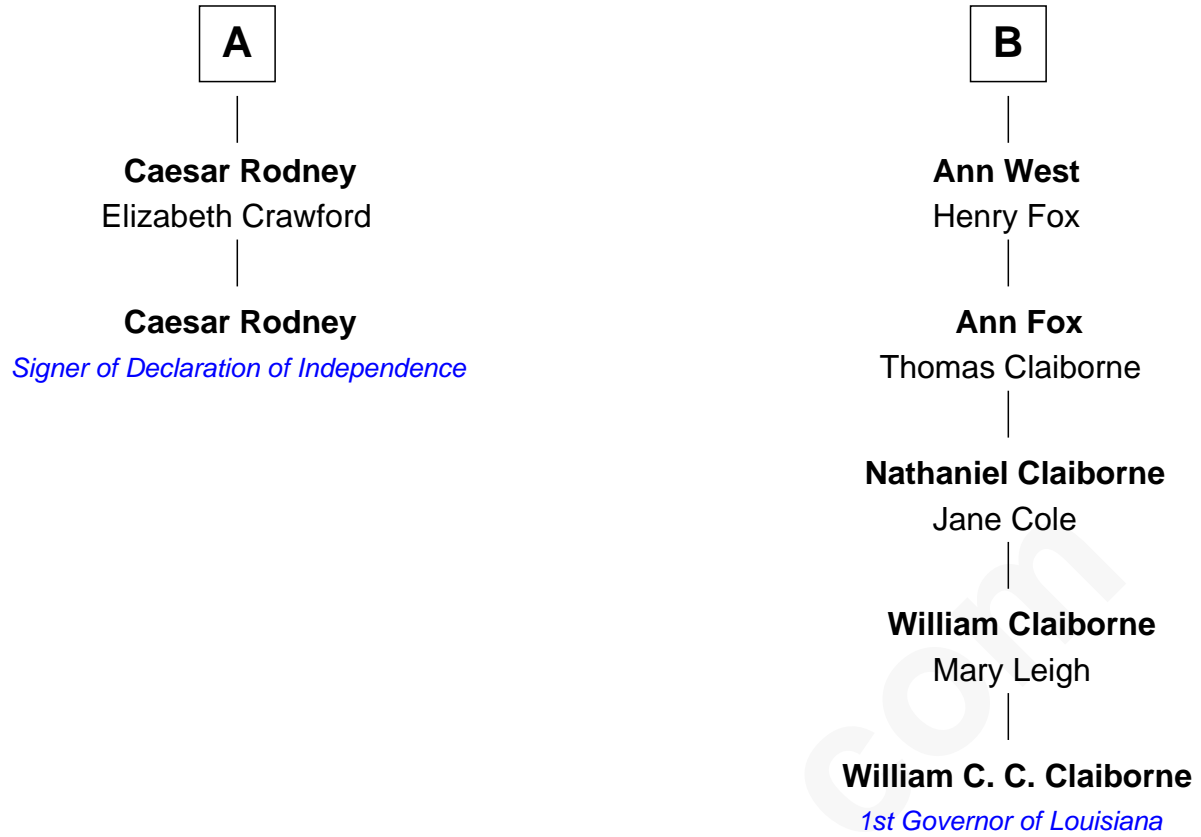 A
Caesar Rodney
Elizabeth Crawford
Caesar Rodney
Signer of Declaration of Independence
B
Ann West
Henry Fox
Ann Fox
Thomas Claiborne
Nathaniel Claiborne
Jane Cole
William Claiborne
Mary Leigh
William C. C. Claiborne
1st Governor of Louisiana
com